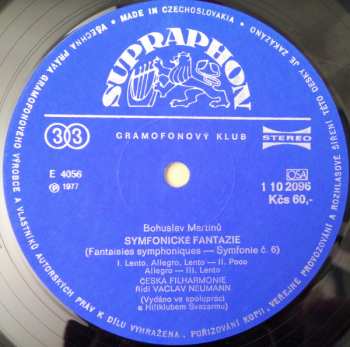 MADE IN CZECHOSLOVAKIA • VŠECHNA PRÁVA GRAMOFONOVÉHO VÝROBCE A VLASTNÍKŮ AUTORSKÝCH PRÁV K DÍLU VYHRAŽENA. POŘIZOVÁNÍ KOPIÍ, VEŘEJNÉ PROVOZOVÁNÍ A ROZHLASOVÉ ŠÍŘENÍ TÉTO DESKY JE ZAKÁZÁNO •
SUPRAPHON
33
GRAMOFONOVÝ KLUB
STEREO
E 4056
Ⓟ 1977
OSA
1 10 2096
Kčs 60,-
Bohuslav Martinů
SYMFONICKÉ FANTAZIE
(Fantaisies symphoniques — Symfonie č. 6)
I. Lento. Allegro. Lento — II. Poco
Allegro — III. Lento
ČESKÁ FILHARMONIE
Řídí VÁCLAV NEUMANN
(Vydáno ve spolupráci
s Hifiklubem Svazarmu)